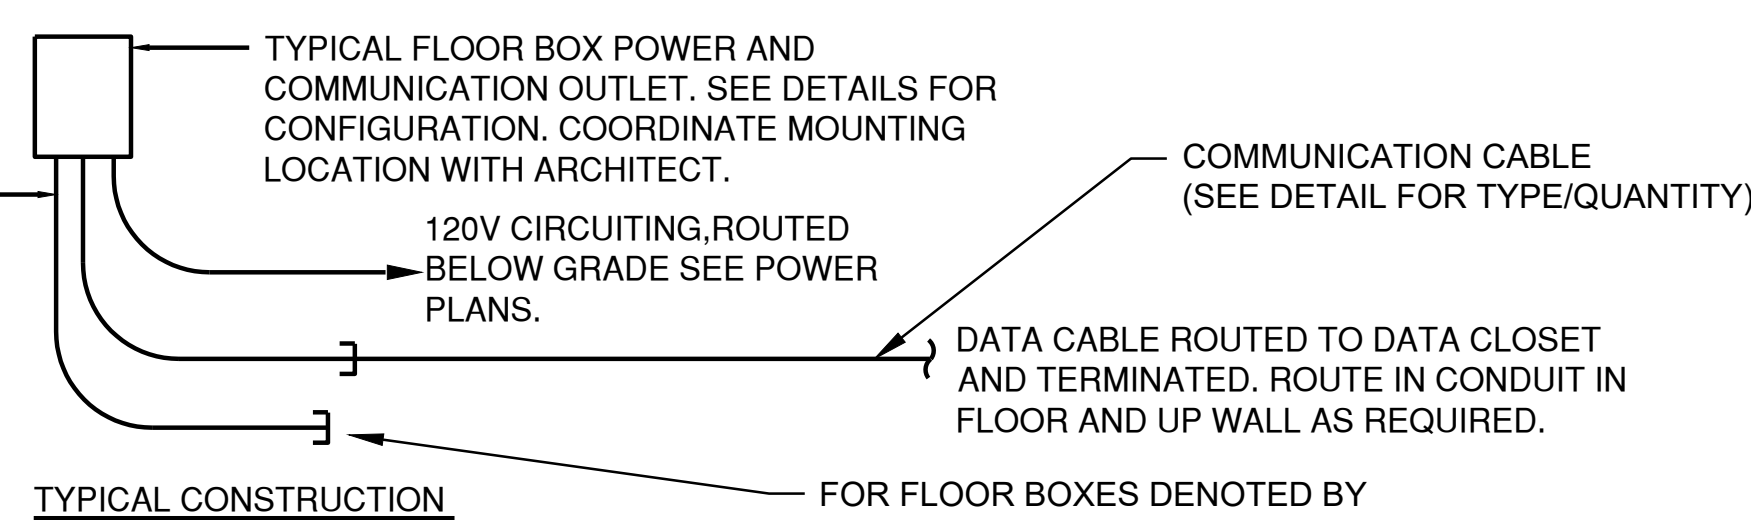 TYPICAL FLOOR BOX POWER AND
COMMUNICATION OUTLET. SEE DETAILS FOR
CONFIGURATION. COORDINATE MOUNTING
LOCATION WITH ARCHITECT.
COMMUNICATION CABLE
(SEE DETAIL FOR TYPE/QUANTITY)
120V CIRCUITING,ROUTED
BELOW GRADE SEE POWER
PLANS.
DATA CABLE ROUTED TO DATA CLOSET
AND TERMINATED. ROUTE IN CONDUIT IN
FLOOR AND UP WALL AS REQUIRED.
FOR FLOOR BOXES DENOTED BY
TYPICAL CONSTRUCTION